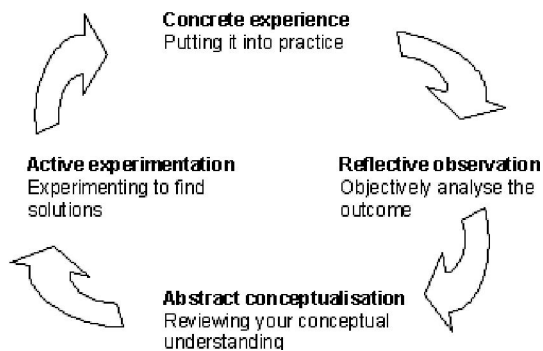 Concrete experience
Putting it into practice
Active experimentation
Experimenting to find
solutions
Reflective observation
Objectively analyse the
outcome
Abstract conceptualisation
Reviewing your conceptual
understanding